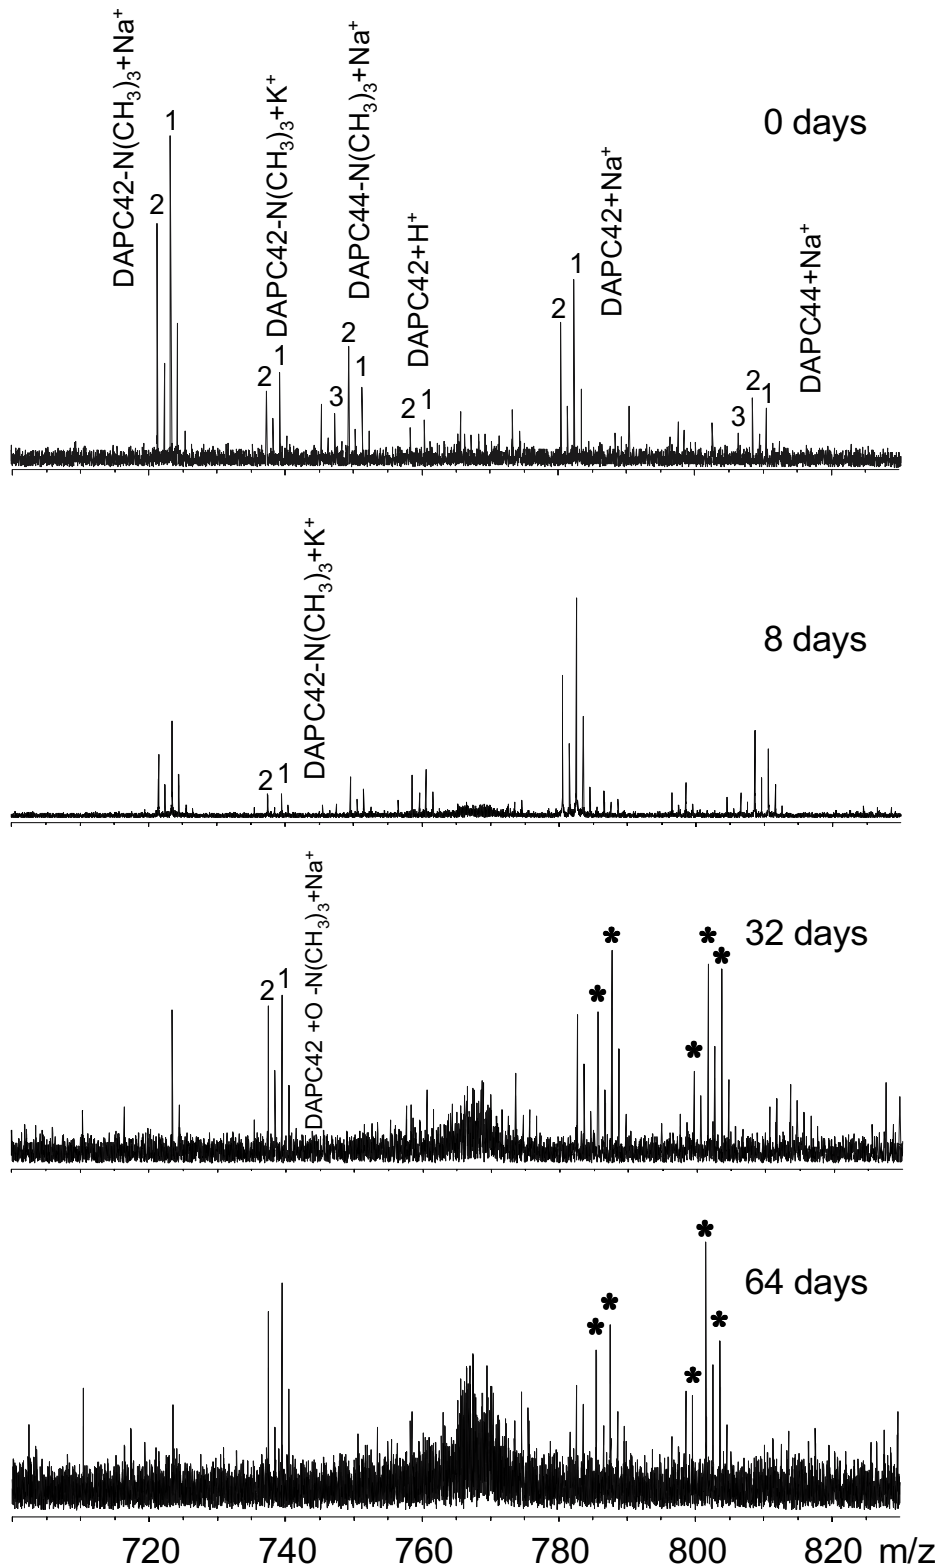 DAPC42-N(CH₃)₃+Na⁺
2
1
DAPC42-N(CH₃)₃+K⁺
2
1
DAPC44-N(CH₃)₃+Na⁺
3
2
1
DAPC42+H⁺
2
1
DAPC42+Na⁺
2
1
DAPC44+Na⁺
3
2
1
0 days
DAPC42-N(CH₃)₃+K⁺
2
1
8 days
DAPC42 +O -N(CH₃)₃+Na⁺
2
1
* * * * *
32 days
* * * * *
64 days
720 740 760 780 800 820 m/z